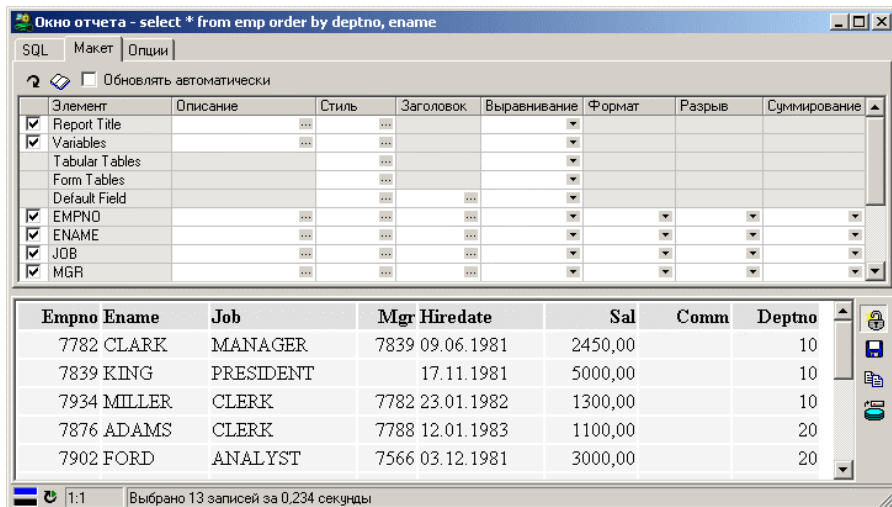 Окно отчета - select * from emp order by deptno, ename
SQL Макет Опции
Обновлять автоматически
Элемент Описание Стиль Заголовок Выравнивание Формат Разрыв Суммирование
Report Title
Variables
Tabular Tables
Form Tables
Default Field
EMPNO
ENAME
JOB
MGR
Empno Ename Job Mgr Hiredate Sal Comm Deptno
7782 CLARK MANAGER 7839 09.06.1981 2450,00 10
7839 KING PRESIDENT 17.11.1981 5000,00 10
7934 MILLER CLERK 7782 23.01.1982 1300,00 10
7876 ADAMS CLERK 7788 12.01.1983 1100,00 20
7902 FORD ANALYST 7566 03.12.1981 3000,00 20
1:1 Выбрано 13 записей за 0,234 секунды